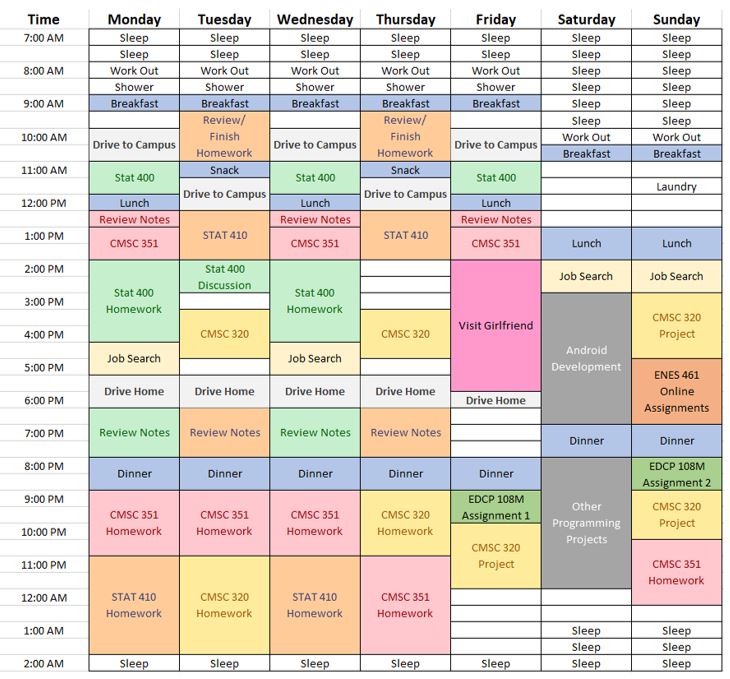 Time Monday Tuesday Wednesday Thursday Friday Saturday Sunday
7:00 AM Sleep Sleep Sleep Sleep Sleep Sleep Sleep
Sleep Sleep Sleep Sleep Sleep Sleep Sleep
8:00 AM Work Out Work Out Work Out Work Out Work Out Sleep Sleep
Shower Shower Shower Shower Shower Sleep Sleep
9:00 AM Breakfast Breakfast Breakfast Breakfast Breakfast Sleep Sleep
Review/ Review/ Sleep Sleep
10:00 AM Finish Finish Work Out Work Out
Drive to Campus Drive to Campus Drive to Campus
Homework Homework Breakfast Breakfast
11:00 AM Snack Snack
Stat 400 Stat 400 Stat 400
Laundry
Drive to Campus Drive to Campus
12:00 PM Lunch Lunch Lunch
Review Notes Review Notes Review Notes
STAT 410 STAT 410
1:00 PM CMSC 351 CMSC 351 CMSC 351 Lunch Lunch
2:00 PM Stat 400 Job Search Job Search
Discussion
Stat 400 Stat 400
3:00 PM Homework Homework
CMSC 320
Visit Girlfriend
4:00 PM CMSC 320 CMSC 320 Project
Android
Job Search Job Search
5:00 PM Development
ENES 461
Drive Home Drive Home Drive Home Drive Home Online
6:00 PM Drive Home Assignments
7:00 PM Review Notes Review Notes Review Notes Review Notes Dinner Dinner
8:00 PM Dinner Dinner Dinner Dinner Dinner EDCP 108M
Assignment 2
9:00 PM EDCP 108M CMSC 320
CMSC 351 CMSC 351 CMSC 351 CMSC 320 Assignment 1 Other Project
10:00 PM Homework Homework Homework Homework Programming
CMSC 320 Projects
11:00 PM Project CMSC 351
Homework
12:00 AM STAT 410 CMSC 320 STAT 410 CMSC 351
Homework Homework Homework Homework
1:00 AM Sleep Sleep
Sleep Sleep
2:00 AM Sleep Sleep Sleep Sleep Sleep Sleep Sleep